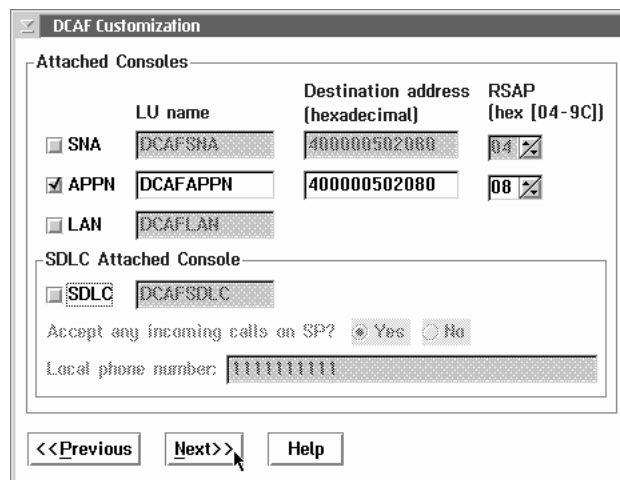 DCAF Customization
Attached Consoles
Destination address RSAP
LU name (hexadecimal) (hex [04-9C])
SNA DCAFSNA 400000502080 04
APPN DCAFAPPN 400000502080 08
LAN DCAFLAN
SDLC Attached Console
SDLC DCAFSDLC
Accept any incoming calls on SP? Yes No
Local phone number: 1111111111
<<Previous Next>> Help